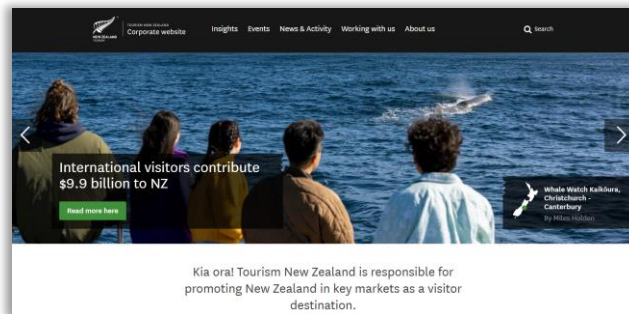 NEW ZEALAND
TOURISM NEW ZEALAND
Corporate website
Insights Events News & Activity Working with us About us
Search
International visitors contribute
$9.9 billion to NZ
Read more here
Whale Watch Kaikōura,
Christchurch -
Canterbury
By Miles Holden
Kia ora! Tourism New Zealand is responsible for
promoting New Zealand in key markets as a visitor
destination.